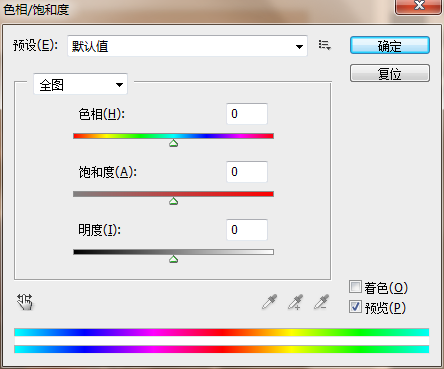 色相/饱和度
预设(E): 默认值
确定
复位
全图
色相(H): 0
饱和度(A) 0
明度(I): 0
着色(O)
预览(P)